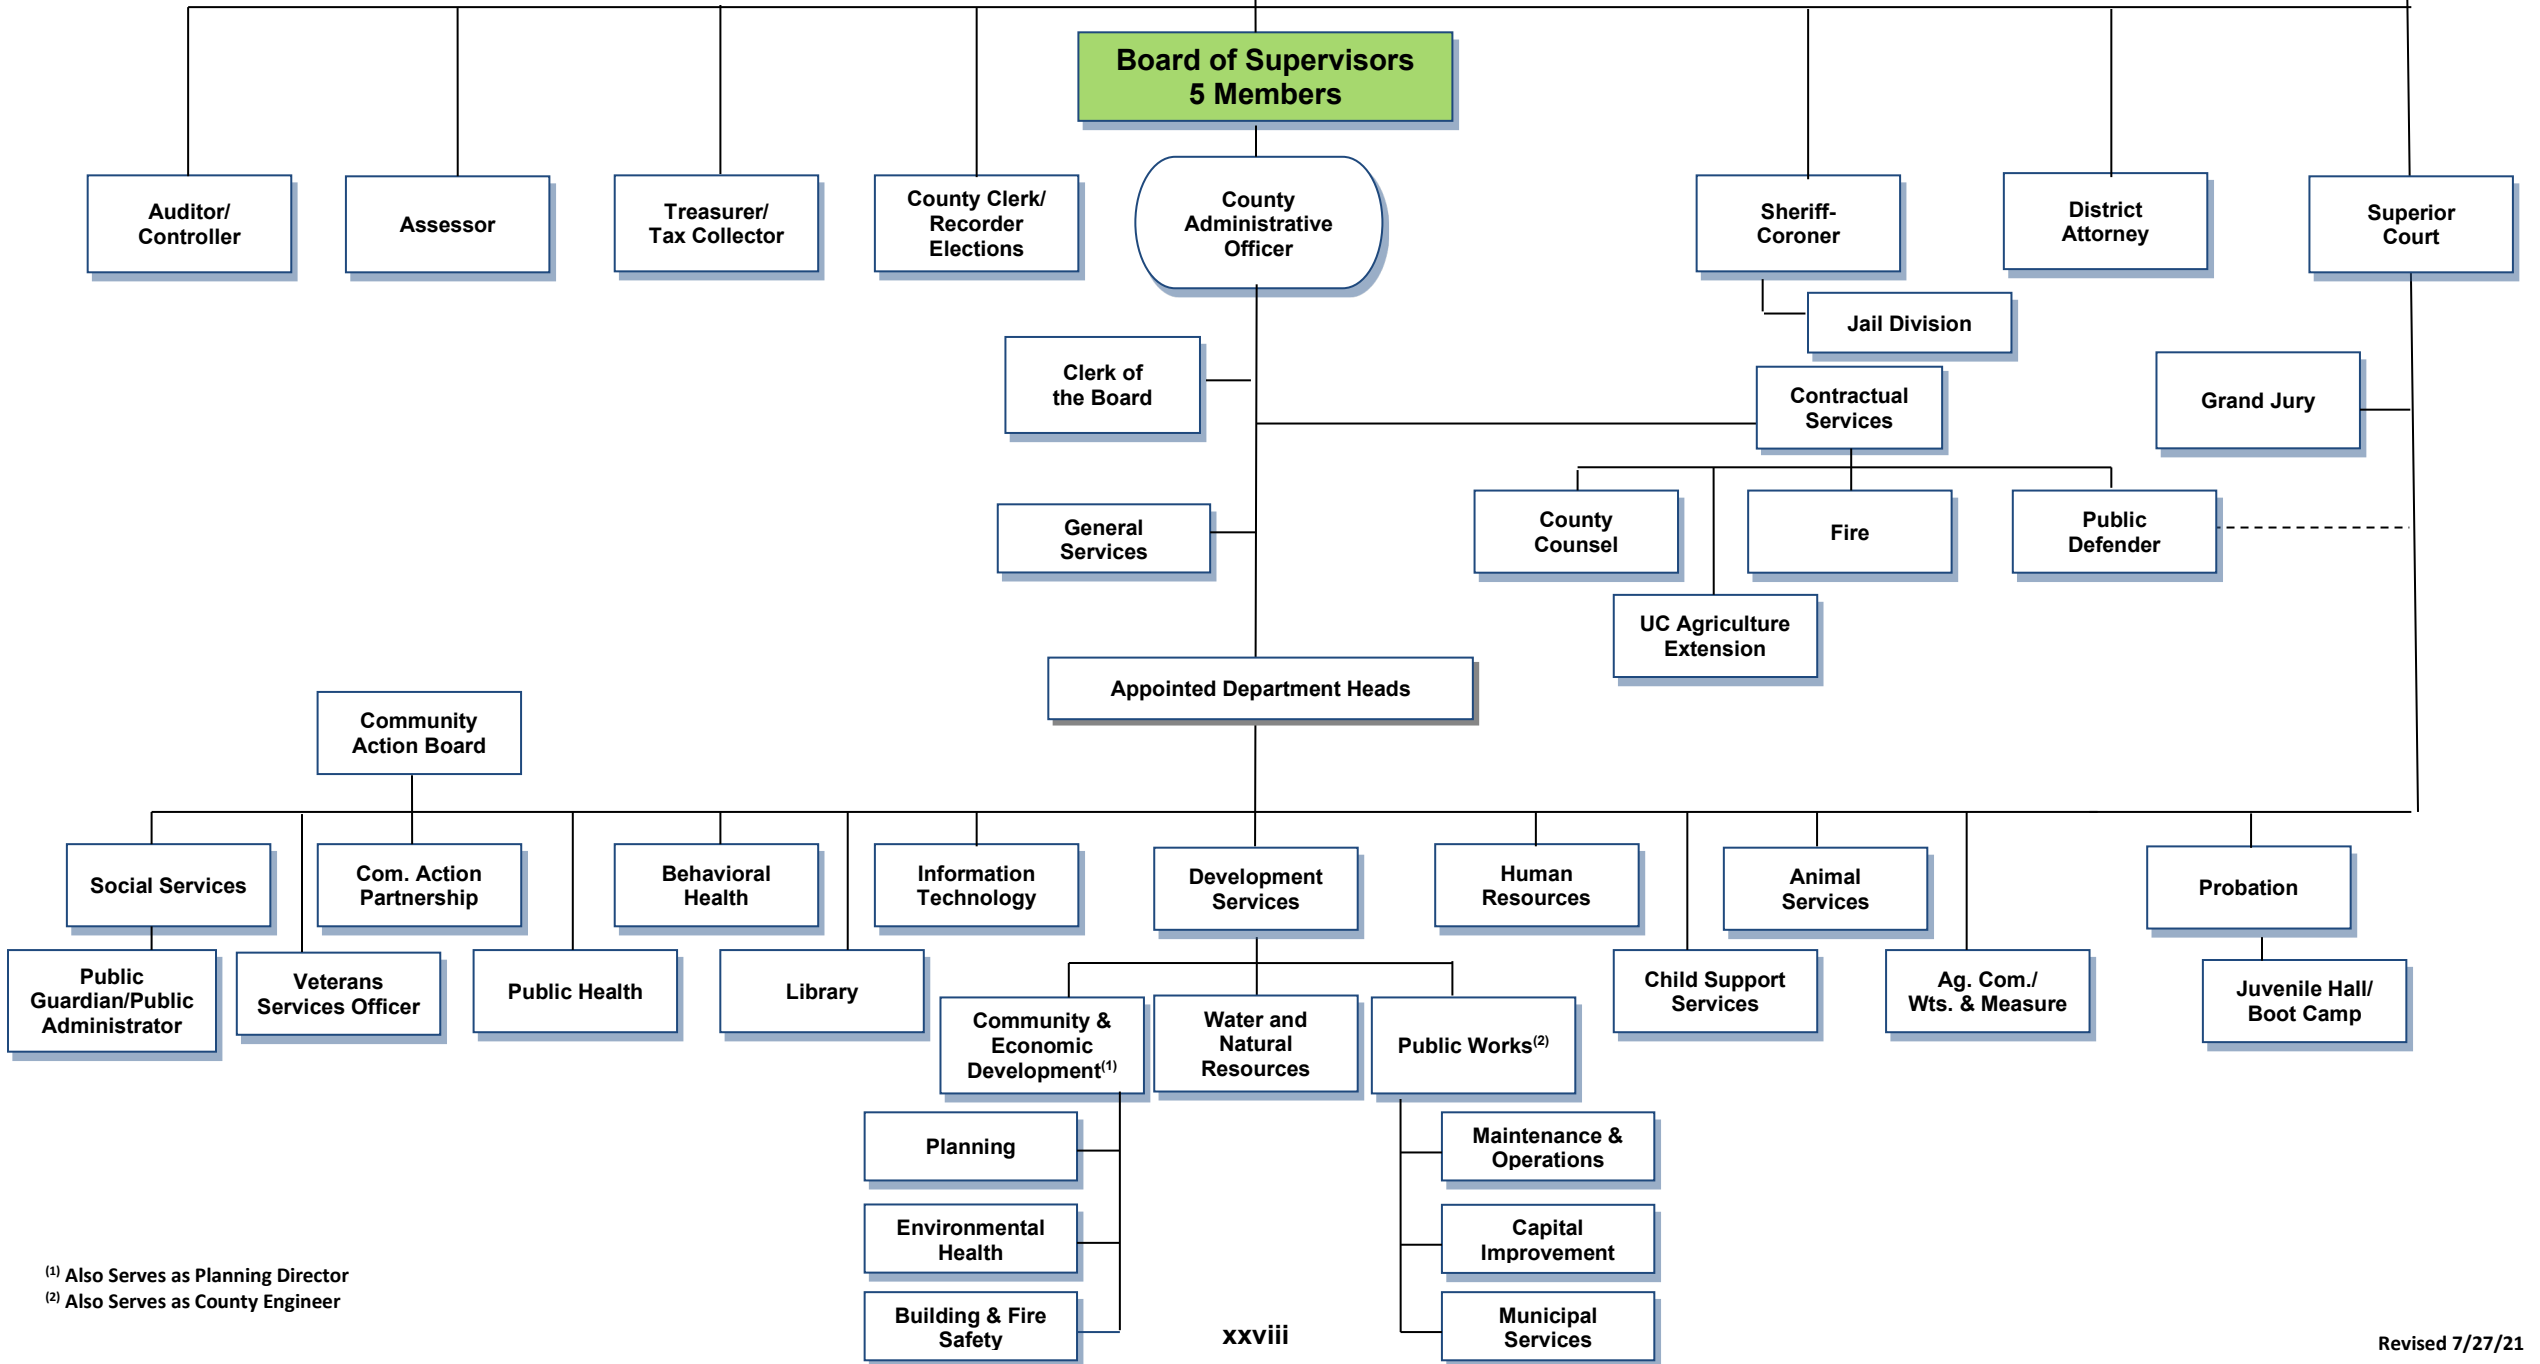 Board of Supervisors
5 Members
Auditor/
Controller
Assessor
Treasurer/
Tax Collector
County Clerk/
Recorder
Elections
County
Administrative
Officer
Sheriff-
Coroner
District
Attorney
Superior
Court
Jail Division
Clerk of
the Board
Contractual
Services
Grand Jury
General
Services
County
Counsel
Fire
Public
Defender
UC Agriculture
Extension
Appointed Department Heads
Community
Action Board
Social Services
Com. Action
Partnership
Behavioral
Health
Information
Technology
Development
Services
Human
Resources
Animal
Services
Probation
Public
Guardian/Public
Administrator
Veterans
Services Officer
Public Health
Library
Community &
Economic
Development(1)
Water and
Natural
Resources
Public Works(2)
Child Support
Services
Ag. Com./
Wts. & Measure
Juvenile Hall/
Boot Camp
Planning
Environmental
Health
Building & Fire
Safety
Maintenance &
Operations
Capital
Improvement
Municipal
Services
(1) Also Serves as Planning Director
(2) Also Serves as County Engineer
xxviii
Revised 7/27/21